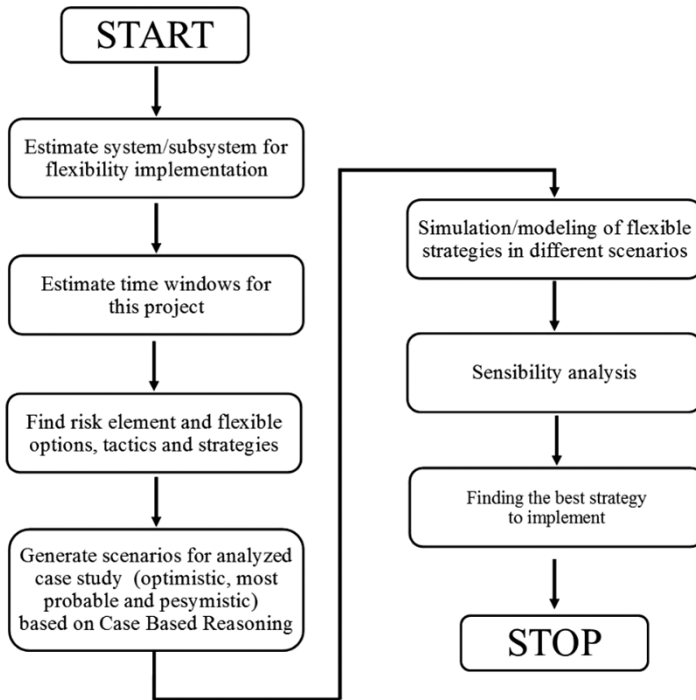 START
Estimate system/subsystem for
flexibility implementation
Estimate time windows for
this project
Find risk element and flexible
options, tactics and strategies
Generate scenarios for analyzed
case study (optimistic, most
probable and pesymistic)
based on Case Based Reasoning
Simulation/modeling of flexible
strategies in different scenarios
Sensibility analysis
Finding the best strategy
to implement
STOP